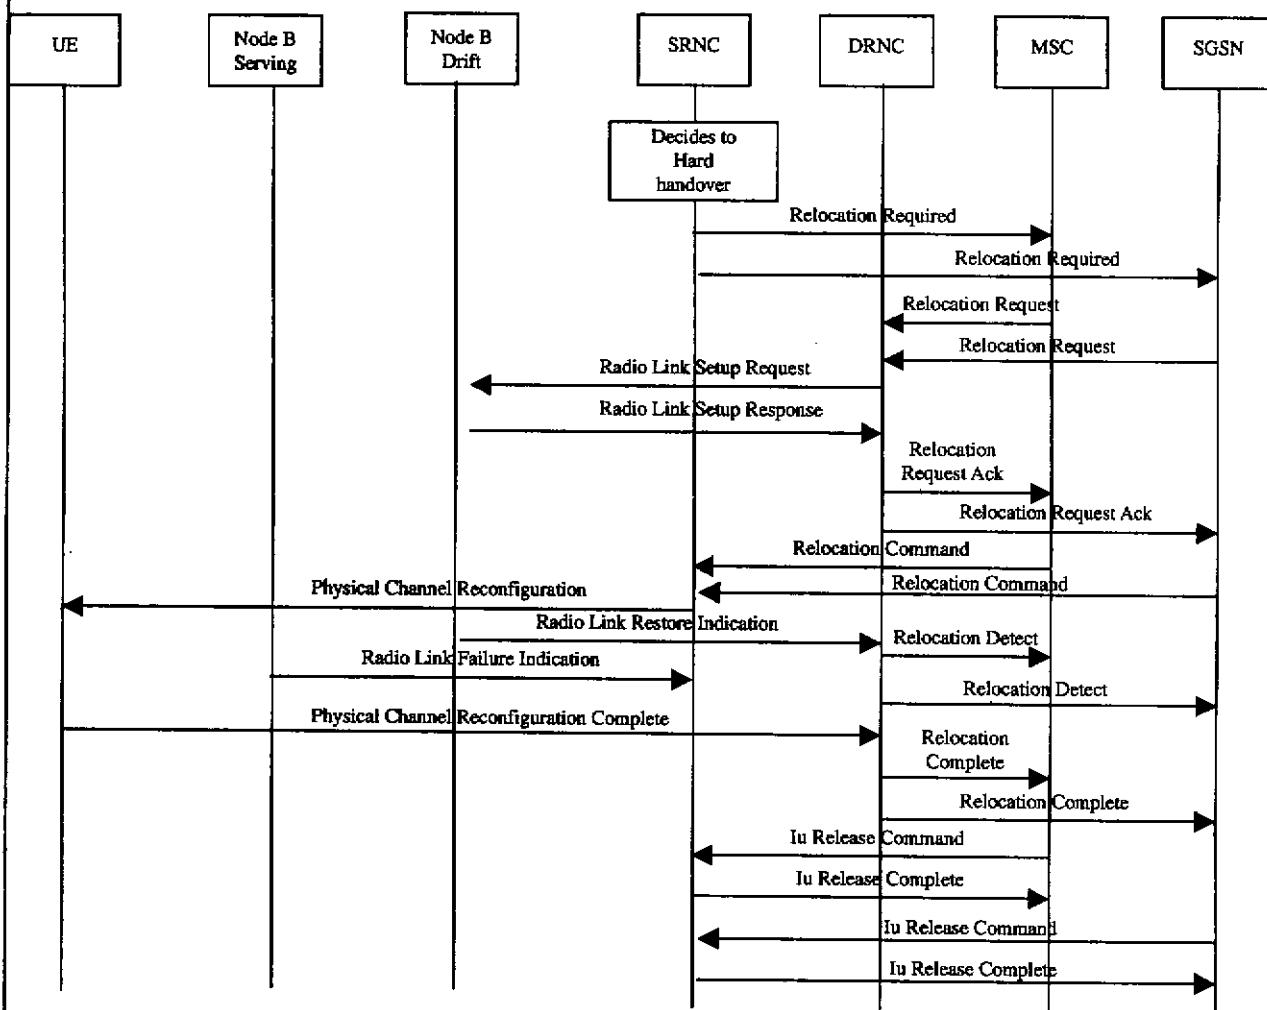 UE
Node B
Serving
Node B
Drift
SRNC
DRNC
MSC
SGSN
Decides to
Hard
handover
Relocation Required
Relocation Required
Relocation Request
Relocation Request
Radio Link Setup Request
Radio Link Setup Response
Relocation
Request Ack
Relocation Request Ack
Relocation Command
Relocation Command
Physical Channel Reconfiguration
Radio Link Restore Indication
Relocation Detect
Radio Link Failure Indication
Relocation Detect
Physical Channel Reconfiguration Complete
Relocation
Complete
Relocation Complete
Iu Release Command
Iu Release Complete
Iu Release Command
Iu Release Complete